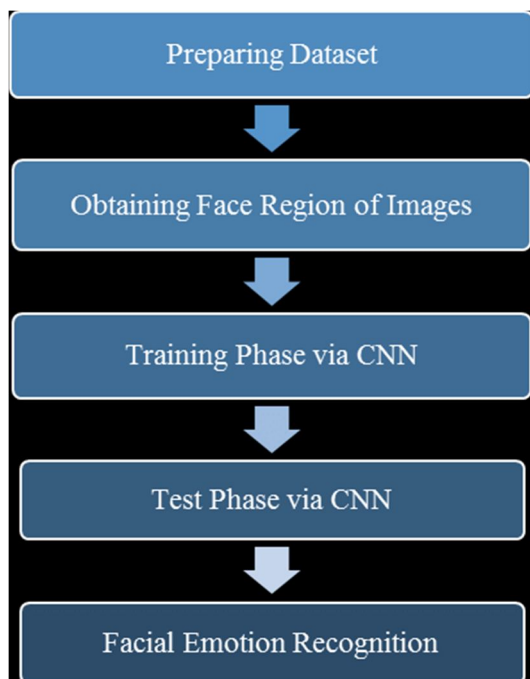 Preparing Dataset
Obtaining Face Region of Images
Training Phase via CNN
Test Phase via CNN
Facial Emotion Recognition